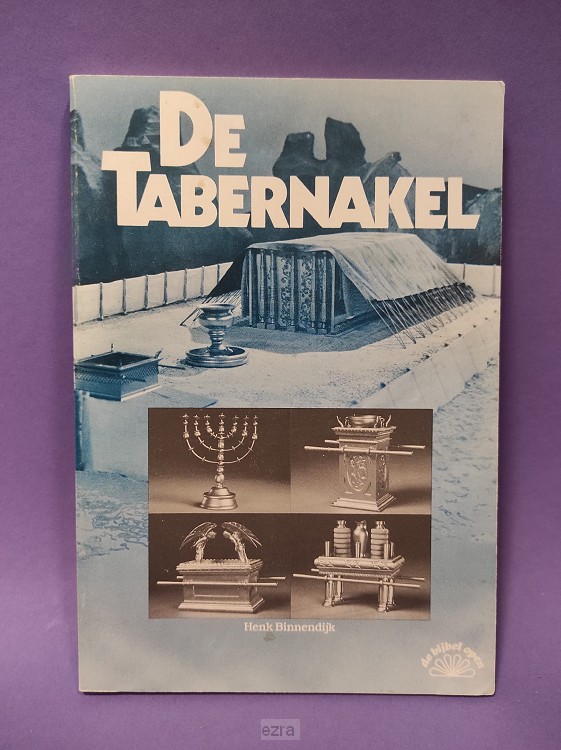 DE
TABERNAKEL
Henk Binnendijk
de bijbel open
ezra